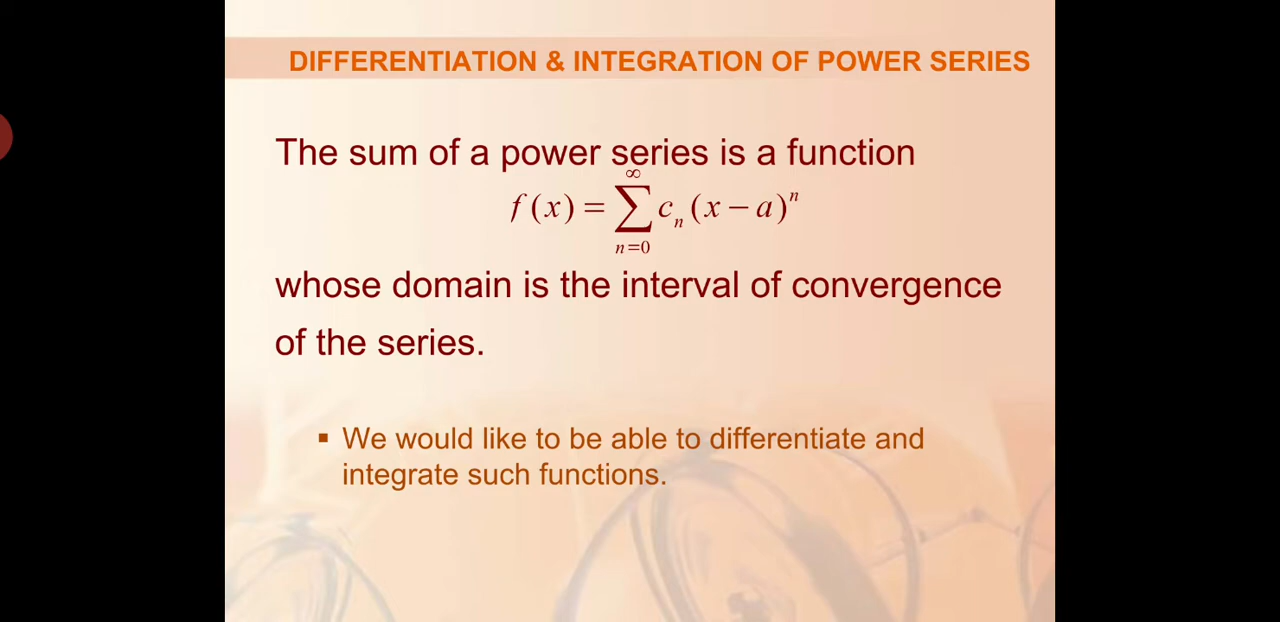 DIFFERENTIATION & INTEGRATION OF POWER SERIES
The sum of a power series is a function
f(x) = ∑_{n=0}^{∞} c_n (x − a)^n
whose domain is the interval of convergence
of the series.
▪ We would like to be able to differentiate and
integrate such functions.